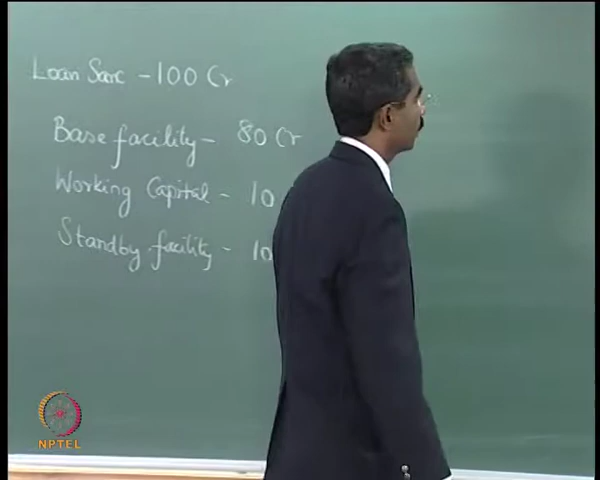 Loan Sanc - 100 Cr
Base facility - 80 Cr
Working Capital - 10
Standby facility - 10
NPTEL